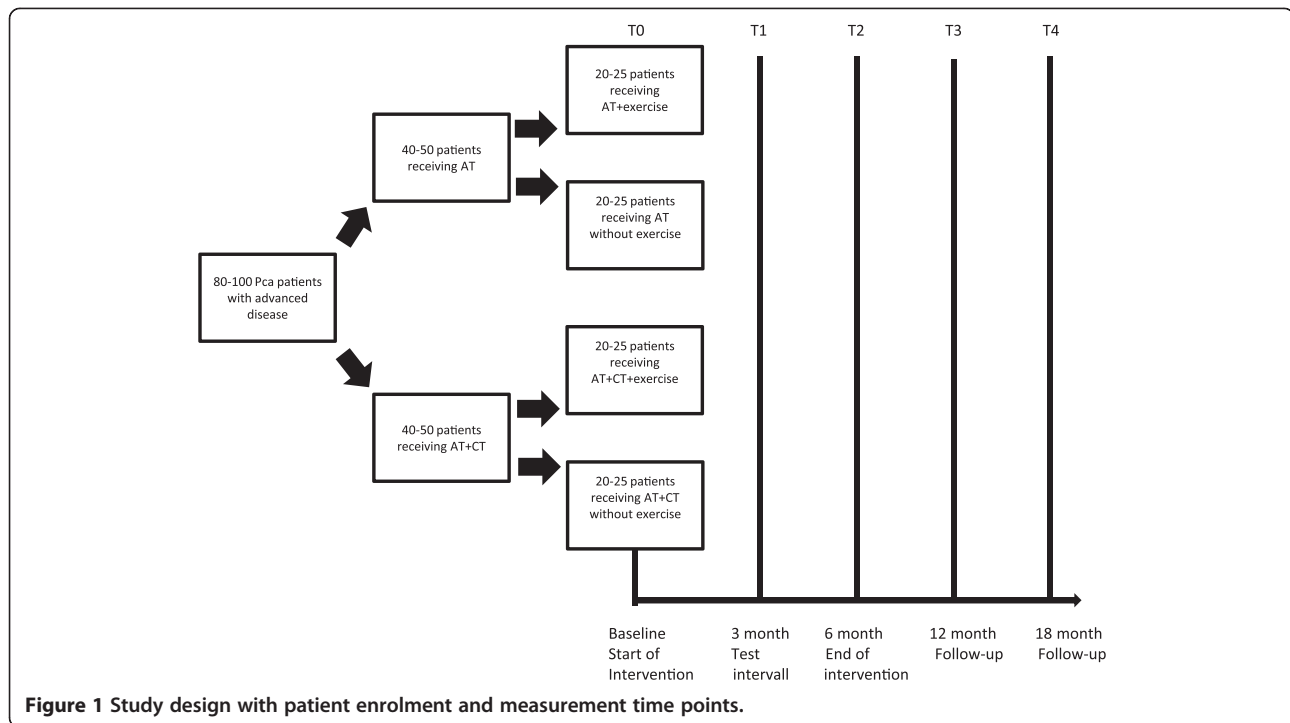 T0 T1 T2 T3 T4
20-25 patients
receiving
AT+exercise
40-50 patients
receiving AT
20-25 patients
receiving AT
without exercise
80-100 Pca patients
with advanced
disease
20-25 patients
receiving
AT+CT+exercise
40-50 patients
receiving AT+CT
20-25 patients
receiving AT+CT
without exercise
Baseline
Start of
Intervention
3 month
Test
intervall
6 month
End of
intervention
12 month
Follow-up
18 month
Follow-up
Figure 1 Study design with patient enrolment and measurement time points.